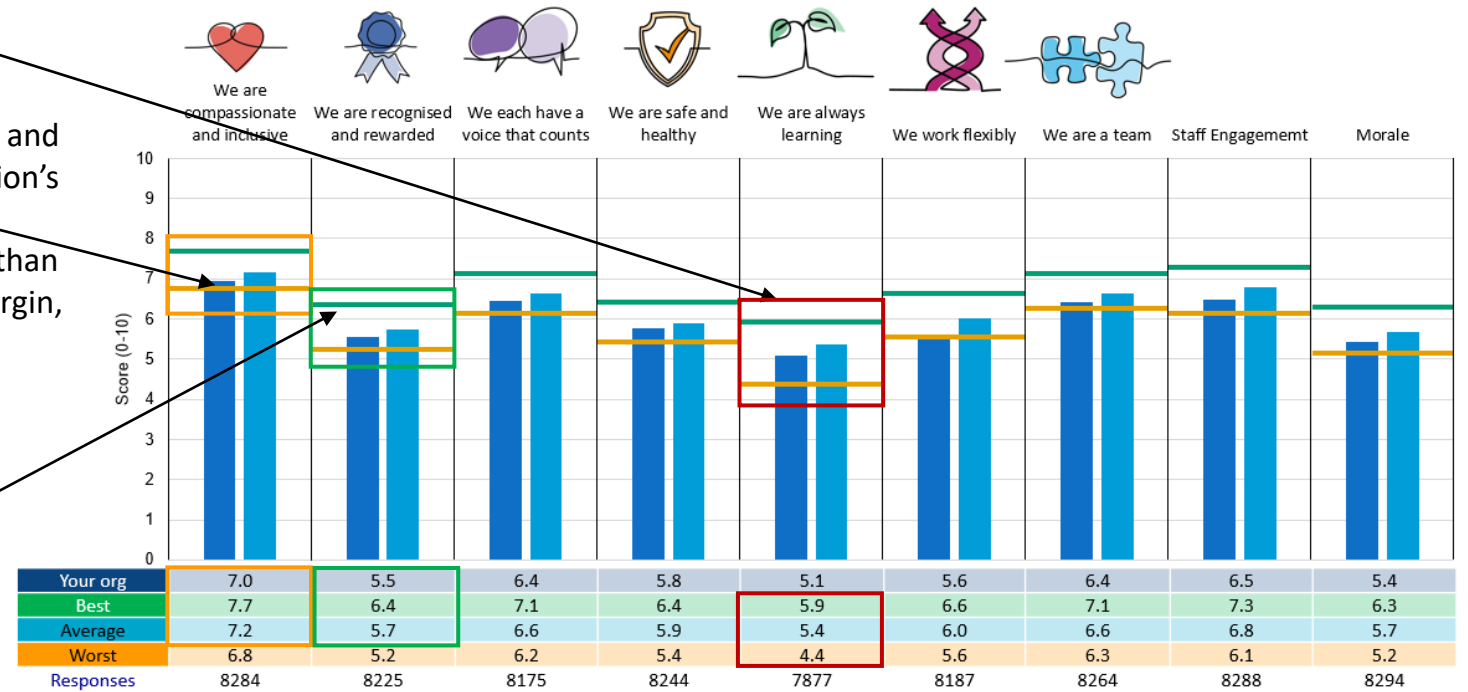 We are
compassionate
and inclusive
We are recognised
and rewarded
We each have a
voice that counts
We are safe and
healthy
We are always
learning
We work flexibly
We are a team
Staff Engagememt
Morale
and
ion's
than
rgin,
Score (0-10)
10
9
8
7
6
5
4
3
2
1
0
Your org 7.0 5.5 6.4 5.8 5.1 5.6 6.4 6.5 5.4
Best 7.7 6.4 7.1 6.4 5.9 6.6 7.1 7.3 6.3
Average 7.2 5.7 6.6 5.9 5.4 6.0 6.6 6.8 5.7
Worst 6.8 5.2 6.2 5.4 4.4 5.6 6.3 6.1 5.2
Responses 8284 8225 8175 8244 7877 8187 8264 8288 8294